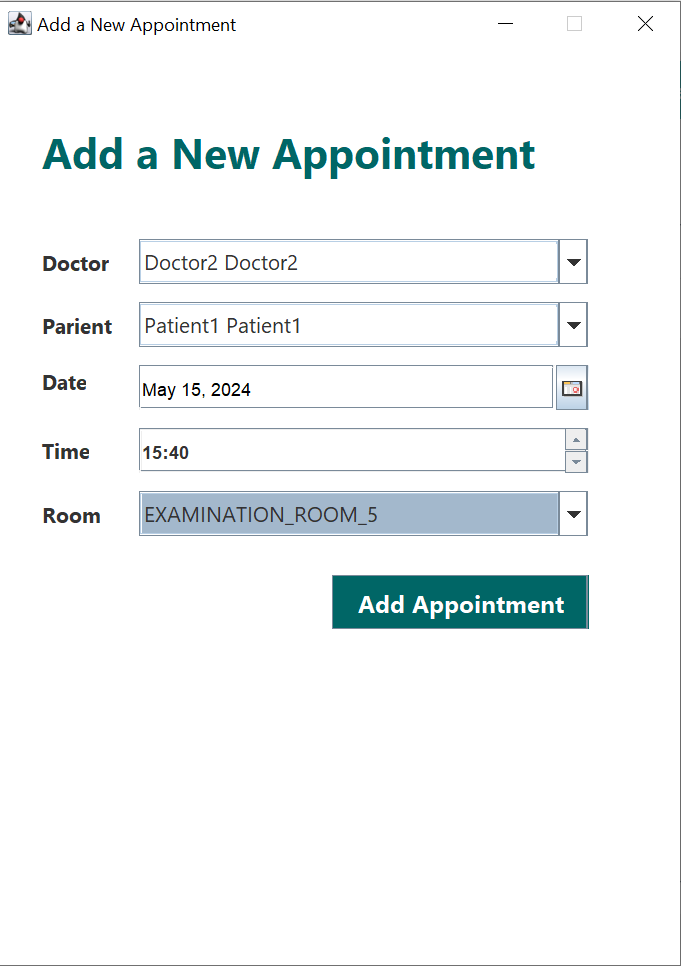 Add a New Appointment
Add a New Appointment
Doctor Doctor2 Doctor2
Parient Patient1 Patient1
Date May 15, 2024
Time 15:40
Room EXAMINATION_ROOM_5
Add Appointment